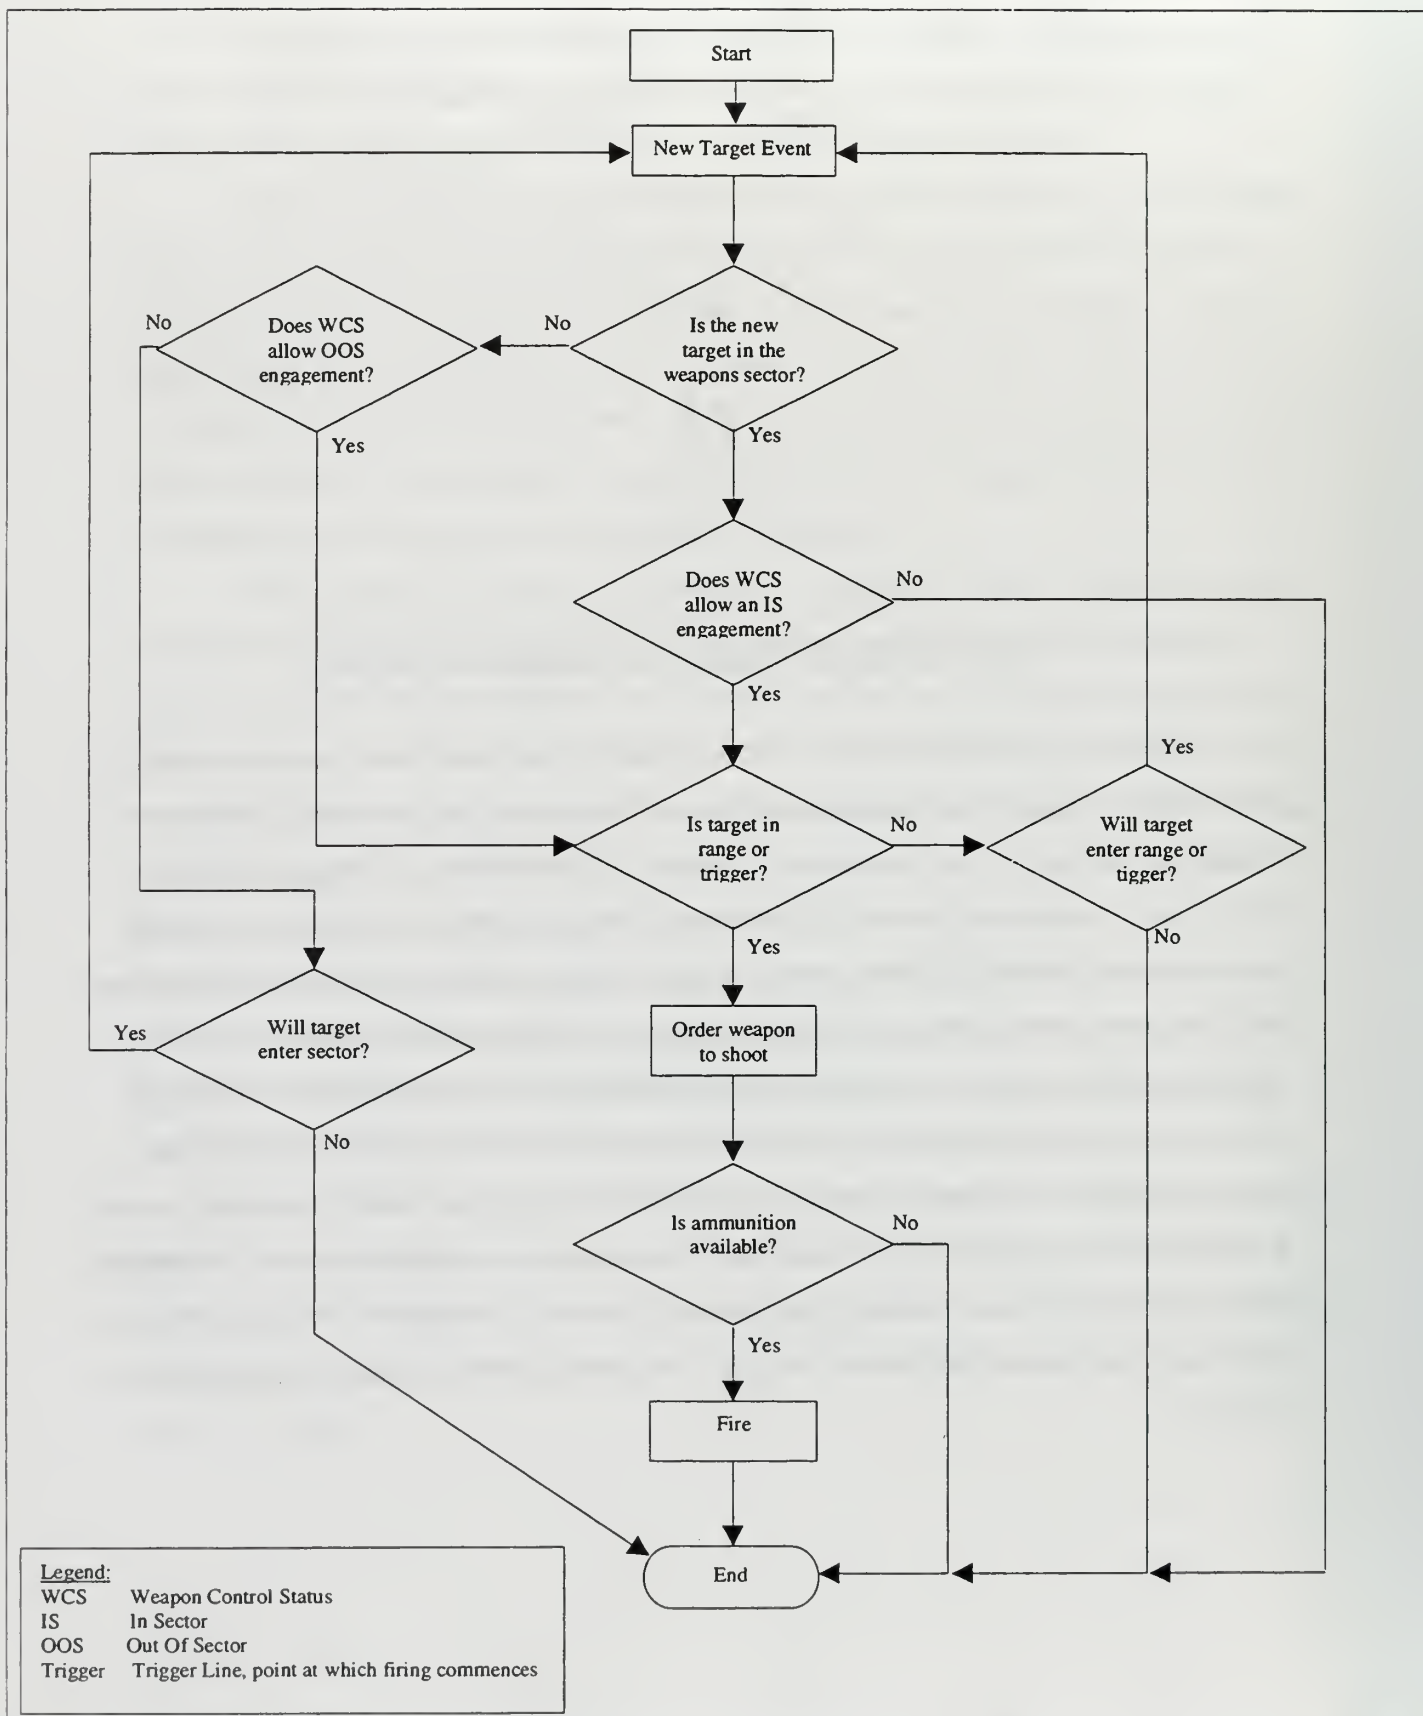 Start
New Target Event
No
Does WCS
allow OOS
engagement?
No
Is the new
target in the
weapons sector?
Yes
Yes
Does WCS
allow an IS
engagement?
No
Yes
Yes
Is target in
range or
trigger?
No
Will target
enter range or
tigger?
Yes
No
Order weapon
to shoot
Yes
Will target
enter sector?
No
Is ammunition
available?
No
Yes
Fire
End
Legend:
WCS Weapon Control Status
IS In Sector
OOS Out Of Sector
Trigger Trigger Line, point at which firing commences